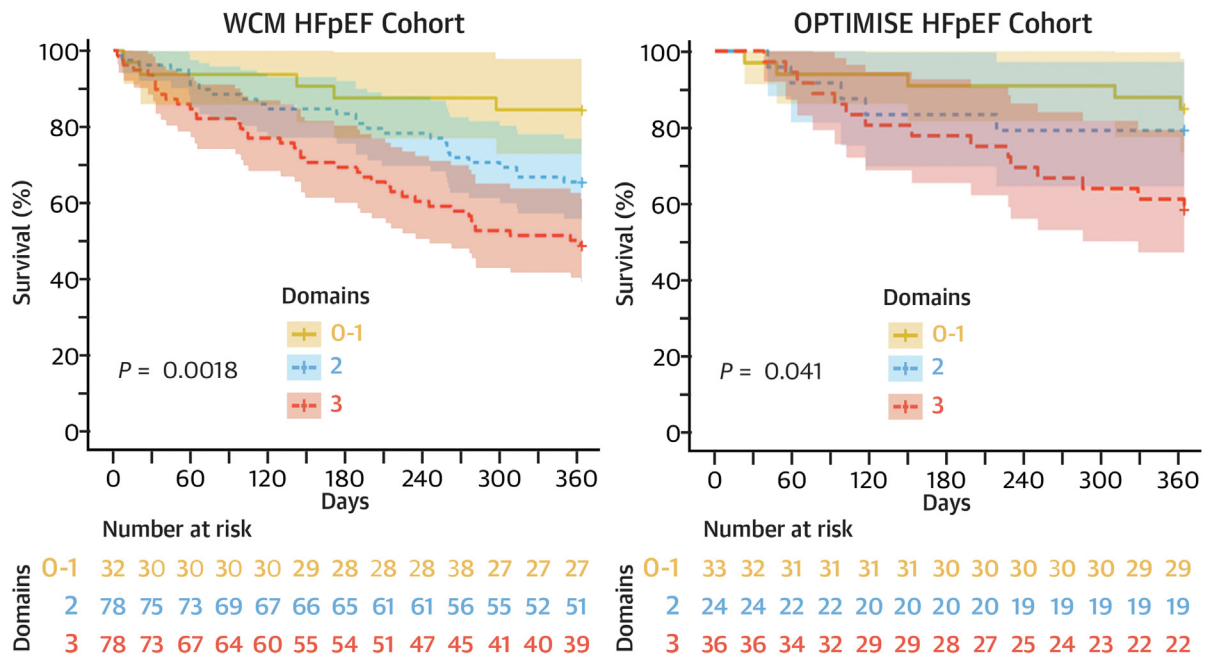 WCM HFpEF Cohort
100
80
60
40
20
0
Survival (%)
Domains
0-1
2
3
P = 0.0018
0 60 120 180 240 300 360
Days
Number at risk
Domains
0-1 32 30 30 30 30 29 28 28 28 38 27 27 27
2 78 75 73 69 67 66 65 61 61 56 55 52 51
3 78 73 67 64 60 55 54 51 47 45 41 40 39
OPTIMISE HFpEF Cohort
100
80
60
40
20
0
Survival (%)
Domains
0-1
2
3
P = 0.041
0 60 120 180 240 300 360
Days
Number at risk
Domains
0-1 33 32 31 31 31 31 30 30 30 30 30 29 29
2 24 24 22 22 20 20 20 20 19 19 19 19 19
3 36 36 34 32 29 29 28 27 25 24 23 22 22